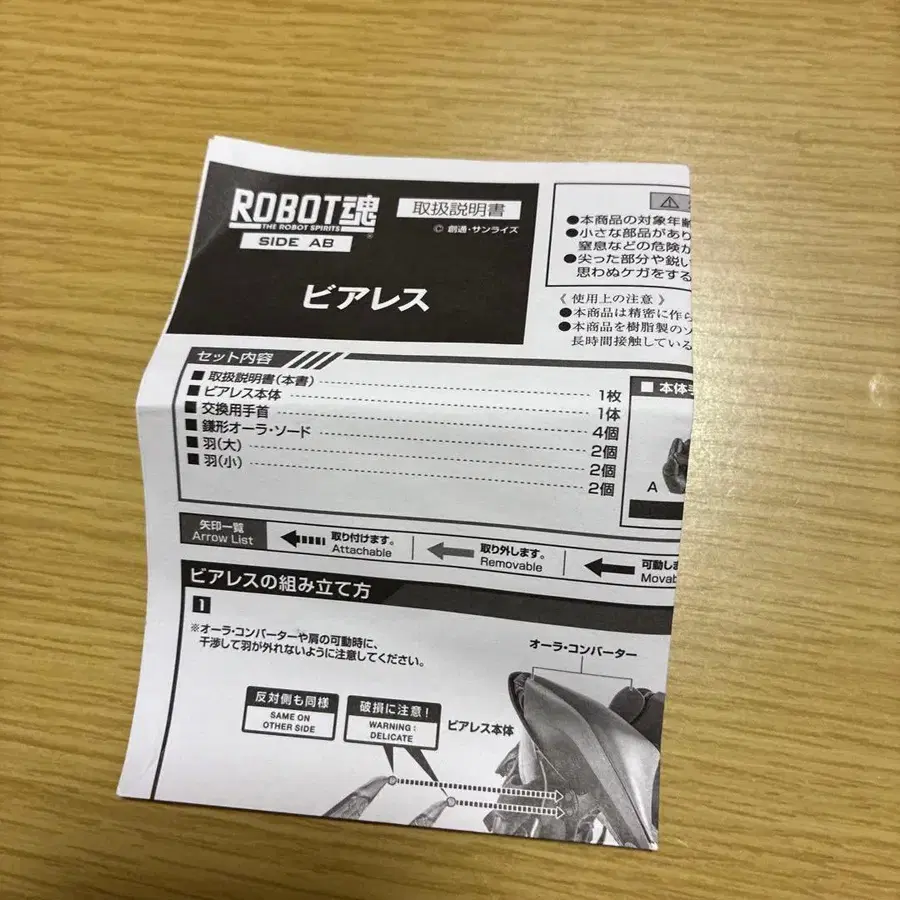 ROBOT魂
THE ROBOT SPIRITS
SIDE AB
®
取扱説明書
© 創通・サンライズ
ビアレス
●本商品の対象年齢
●小さな部品があり
窒息などの危険が
●尖った部分や鋭い
思わぬケガをする
《 使用上の注意 》
●本商品は精密に作ら
●本商品を樹脂製のソ
長時間接触している
セット内容
■ 取扱説明書(本書) 1枚
■ ビアレス本体 1体
■ 交換用手首 4個
■ 鎌形オーラ・ソード 2個
■ 羽(大) 2個
■ 羽(小) 2個
■ 本体手
A
矢印一覧
Arrow List
取り付けます。
Attachable
取り外します。
Removable
可動しま
Movab
ビアレスの組み立て方
1
※オーラ・コンバーターや肩の可動時に、
干渉して羽が外れないように注意してください。
オーラ・コンバーター
反対側も同様
SAME ON
OTHER SIDE
破損に注意!
WARNING:
DELICATE
ビアレス本体